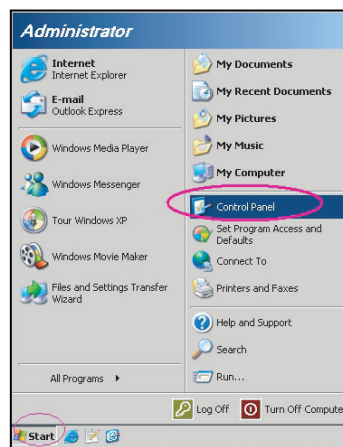 Administrator
Internet
Internet Explorer
E-mail
Outlook Express
Windows Media Player
Windows Messenger
Tour Windows XP
Windows Movie Maker
Files and Settings Transfer
Wizard
All Programs
My Documents
My Recent Documents
My Pictures
My Music
My Computer
Control Panel
Set Program Access and
Defaults
Connect To
Printers and Faxes
Help and Support
Search
Run...
Log Off
Turn Off Compute
Start